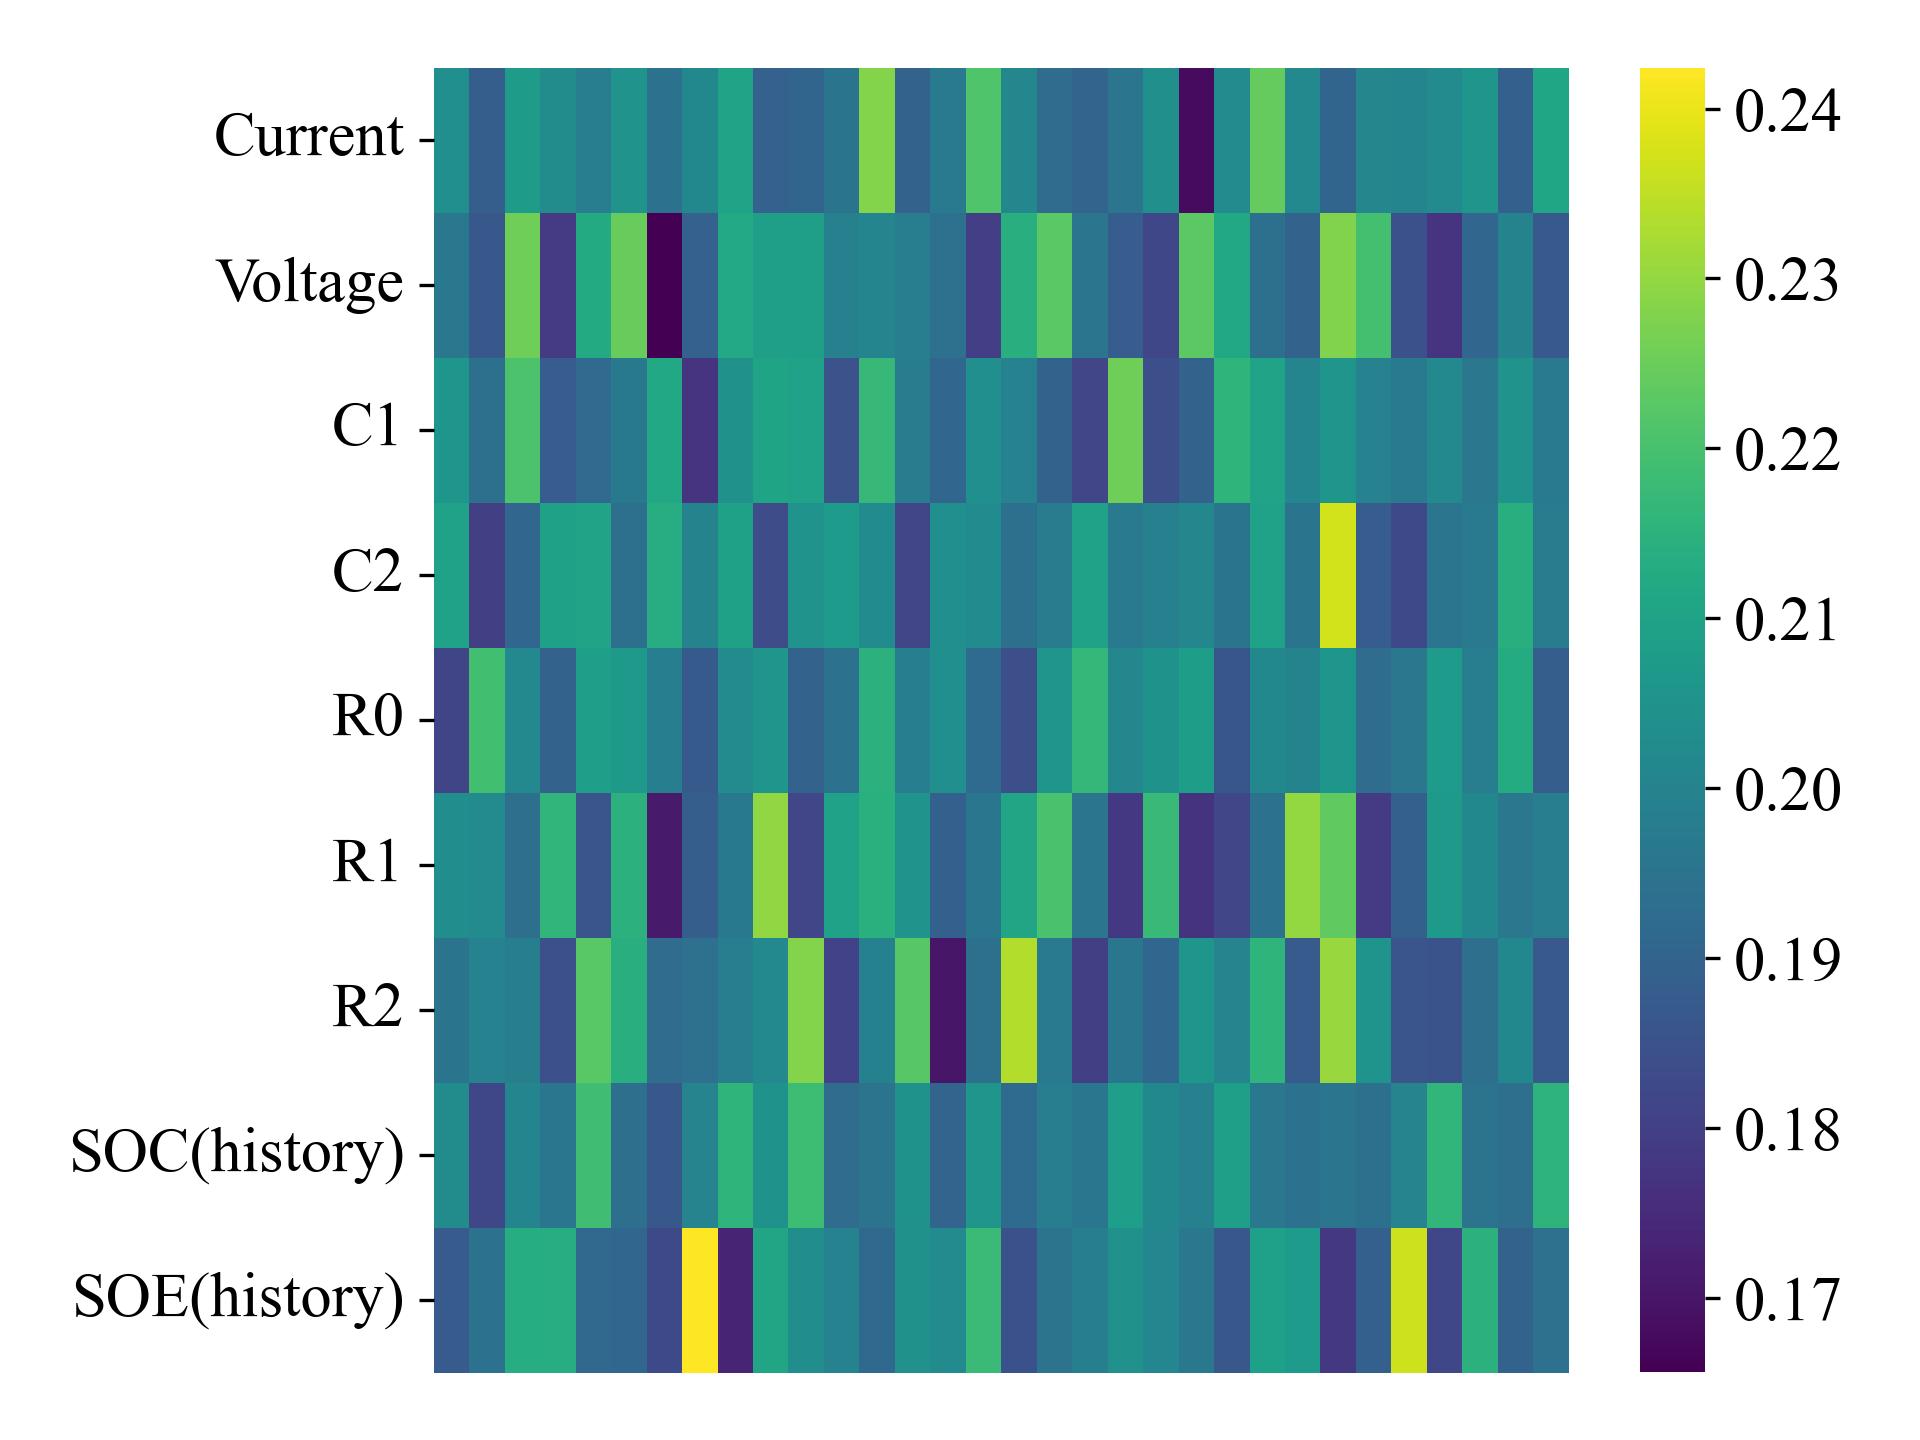 Current
Voltage
C1
C2
R0
R1
R2
SOC(history)
SOE(history)
0.24
0.23
0.22
0.21
0.20
0.19
0.18
0.17